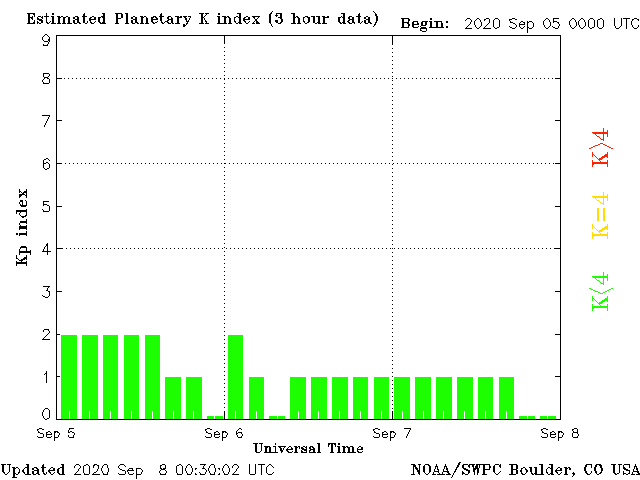 Estimated Planetary K index (3 hour data) Begin: 2020 Sep 05 0000 UTC
9
8
7
6
5
4
3
2
1
0
Kp index
K>4
K=4
K<4
Sep 5 Sep 6 Sep 7 Sep 8
Universal Time
Updated 2020 Sep 8 00:30:02 UTC NOAA/SWPC Boulder, CO USA